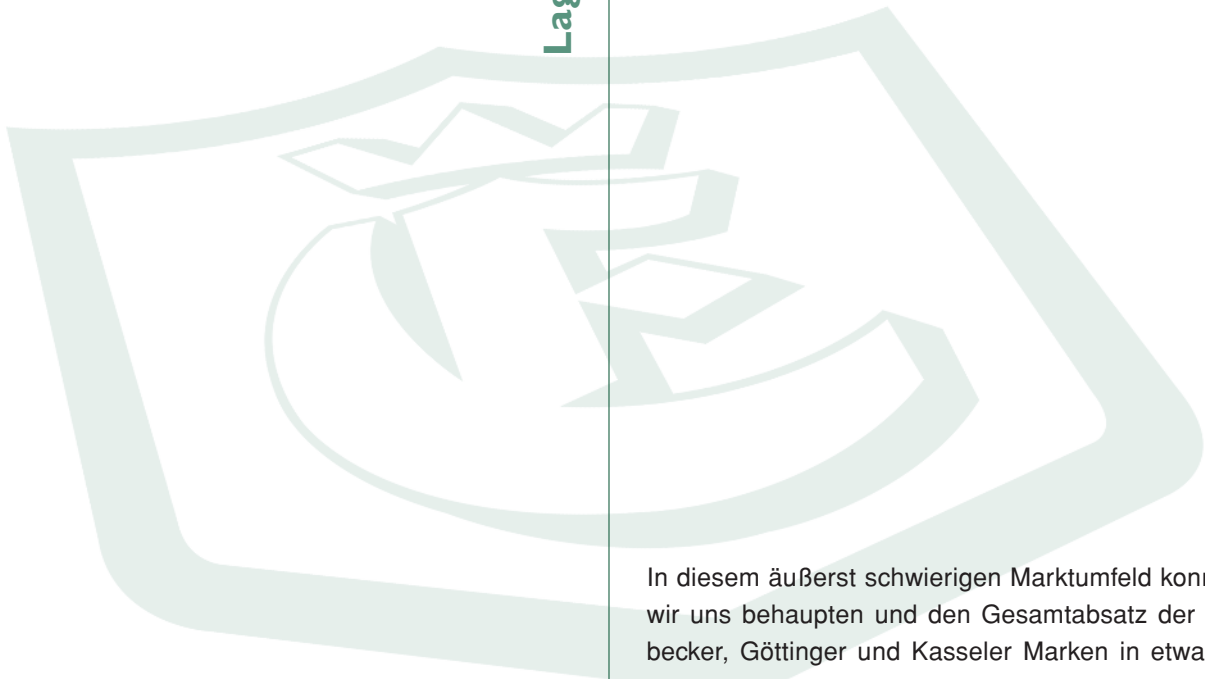 Lag
In diesem äußerst schwierigen Marktumfeld kon
wir uns behaupten und den Gesamtabsatz der
becker, Göttinger und Kasseler Marken in etwa